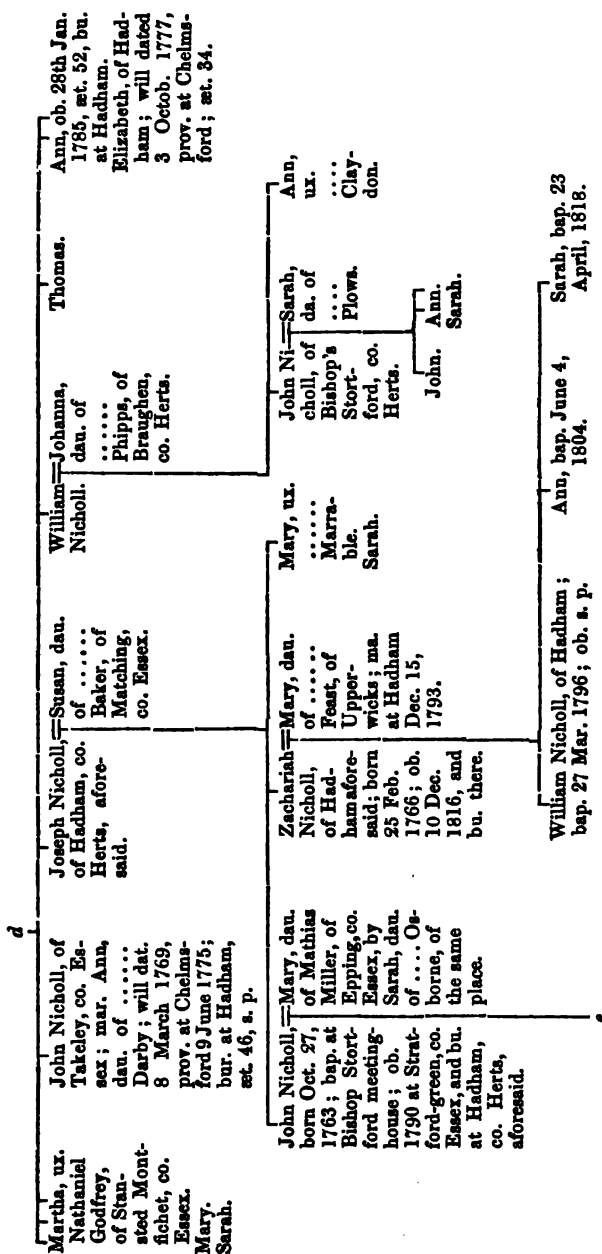 d
Martha, ux.
Nathaniel
Godfrey,
of Stan-
sted Mont-
fichet, co.
Essex.
Mary.
Sarah.
John Nicholl, of
Takeley, co. Es-
sex; mar. Ann,
dau. of ......
Darby; will dat.
8 March 1769,
prov. at Chelms-
ford 9 June 1775;
bur. at Hadham,
æt. 46, s. p.
Joseph Nicholl,
of Hadham, co.
Herts, afore-
said.
Susan, dau.
of ......
Baker, of
Matching,
co. Essex.
William
Nicholl.
Johanna,
dau. of
......
Phipps, of
Braughen,
co. Herts.
Thomas.
Ann, ob. 28th Jan.
1785, æt. 52, bu.
at Hadham.
Elizabeth, of Had-
ham; will dated
3 Octob. 1777,
prov. at Chelms-
ford; æt. 34.
John Nicholl,
born Oct. 27,
1763; bap. at
Bishop Stort-
ford meeting-
house; ob.
1790 at Strat-
ford-green, co.
Essex, and bu.
at Hadham,
co. Herts,
aforesaid.
Mary, dau.
of Mathias
Miller, of
Epping, co.
Essex, by
Sarah, dau.
of .... Os-
borne, of
the same
place.
Zachariah
Nicholl,
of Had-
ham afore-
said; born
25 Feb.
1766; ob.
10 Dec.
1816, and
bu. there.
Mary, dau.
of ......
Feast, of
Upper-
wicks; ma.
at Hadham
Dec. 15,
1793.
Mary, ux.
......
Marra-
ble.
Sarah.
John Ni-
choll, of
Bishop's
Stort-
ford, co.
Herts.
Sarah,
da. of
....
Plows.
Ann,
ux.
....
Clay-
don.
e
William Nicholl, of Hadham;
bap. 27 Mar. 1796; ob. s. p.
Ann, bap. June 4,
1804.
Sarah, bap. 23
April, 1818.
John.
Ann.
Sarah.